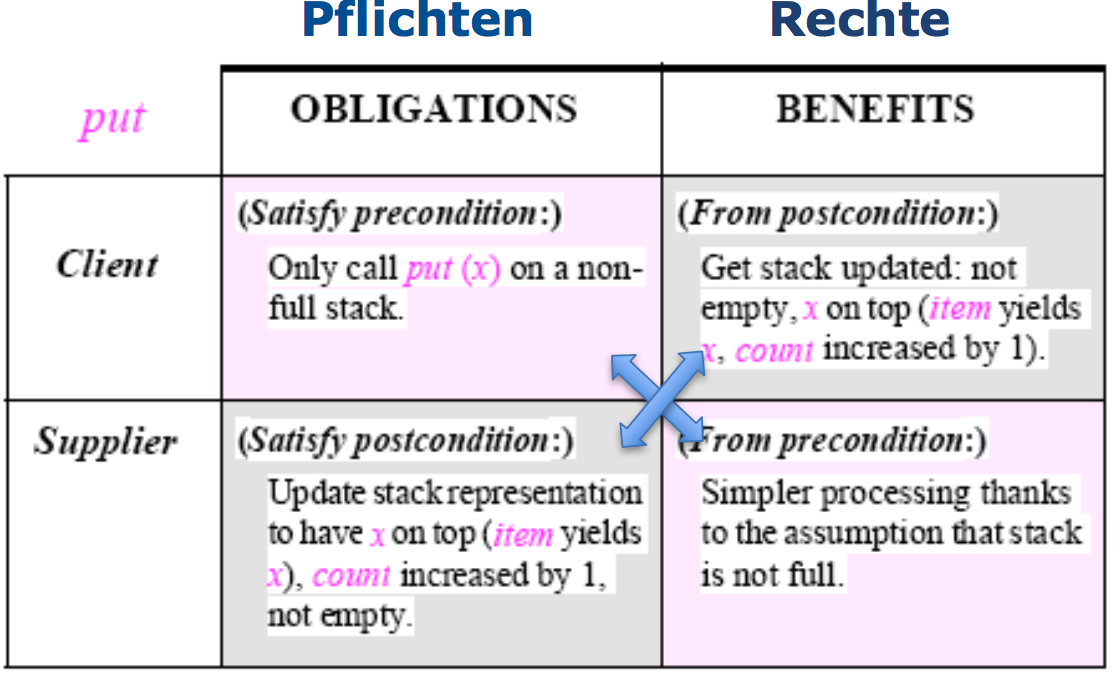 Pflichten Rechte
put OBLIGATIONS BENEFITS
Client
(Satisfy precondition:)
Only call put (x) on a non-
full stack.
(From postcondition:)
Get stack updated: not
empty, x on top (item yields
x, count increased by 1).
Supplier
(Satisfy postcondition:)
Update stack representation
to have x on top (item yields
x), count increased by 1,
not empty.
(From precondition:)
Simpler processing thanks
to the assumption that stack
is not full.